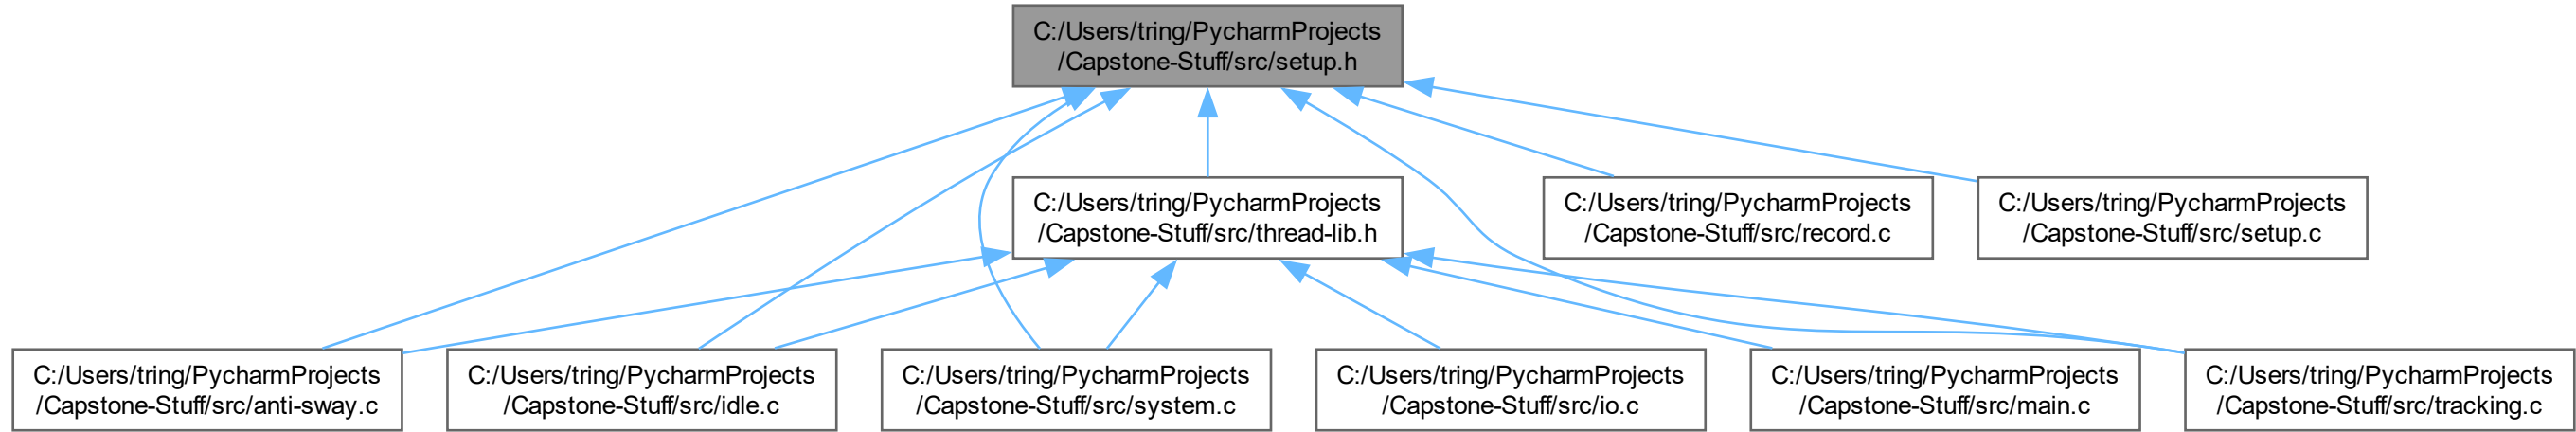 C:/Users/tring/PycharmProjects
/Capstone-Stuff/src/setup.h
C:/Users/tring/PycharmProjects
/Capstone-Stuff/src/thread-lib.h
C:/Users/tring/PycharmProjects
/Capstone-Stuff/src/record.c
C:/Users/tring/PycharmProjects
/Capstone-Stuff/src/setup.c
C:/Users/tring/PycharmProjects
/Capstone-Stuff/src/anti-sway.c
C:/Users/tring/PycharmProjects
/Capstone-Stuff/src/idle.c
C:/Users/tring/PycharmProjects
/Capstone-Stuff/src/system.c
C:/Users/tring/PycharmProjects
/Capstone-Stuff/src/io.c
C:/Users/tring/PycharmProjects
/Capstone-Stuff/src/main.c
C:/Users/tring/PycharmProjects
/Capstone-Stuff/src/tracking.c